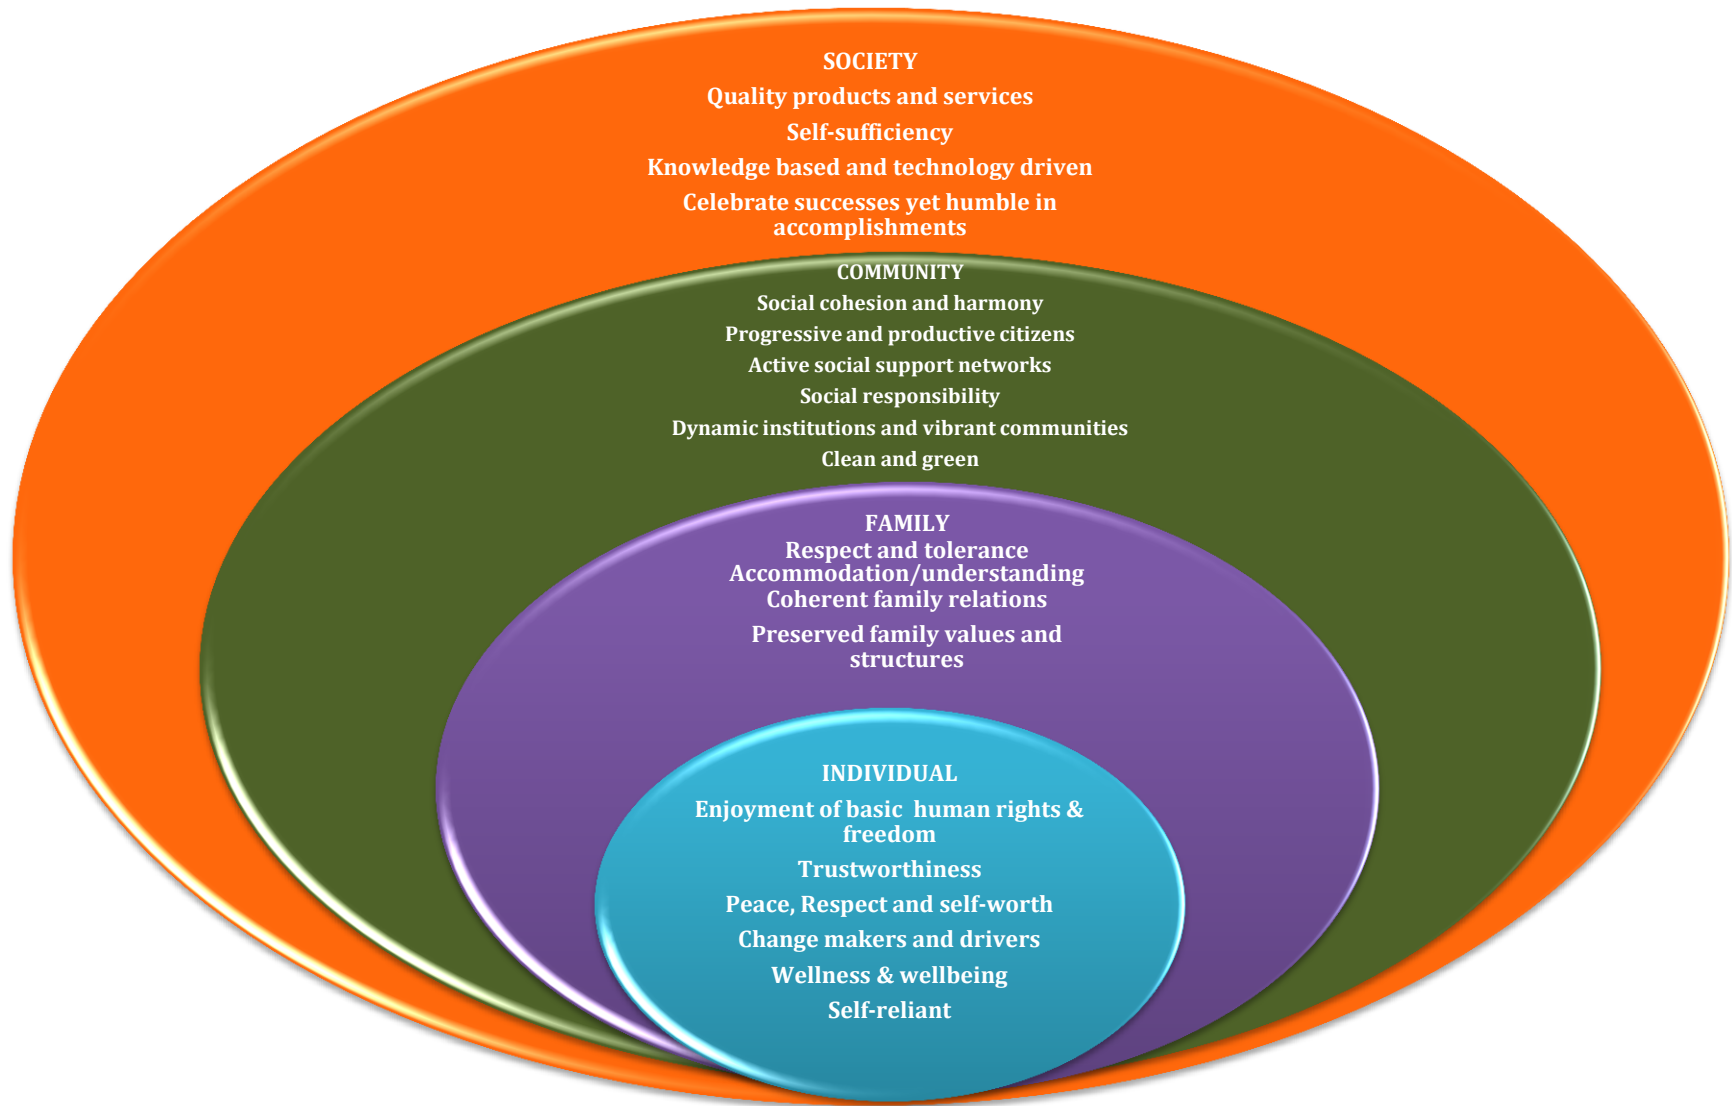 SOCIETY
Quality products and services
Self-sufficiency
Knowledge based and technology driven
Celebrate successes yet humble in
accomplishments
COMMUNITY
Social cohesion and harmony
Progressive and productive citizens
Active social support networks
Social responsibility
Dynamic institutions and vibrant communities
Clean and green
FAMILY
Respect and tolerance
Accommodation/understanding
Coherent family relations
Preserved family values and
structures
INDIVIDUAL
Enjoyment of basic  human rights &
freedom
Trustworthiness
Peace, Respect and self-worth
Change makers and drivers
Wellness & wellbeing
Self-reliant